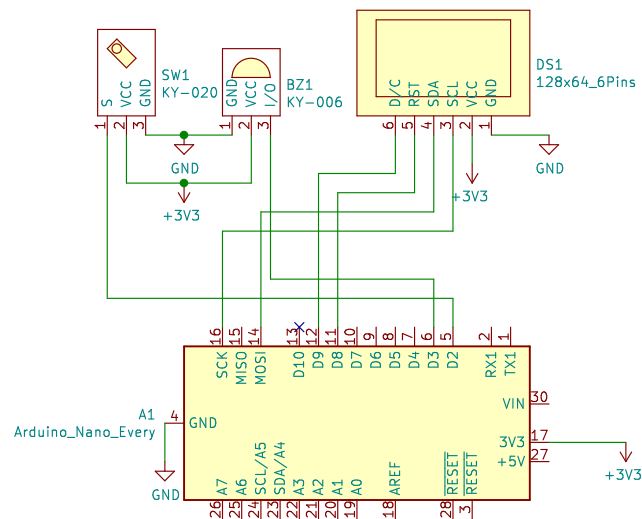 SW1
KY-020
S
VCC
GND
1
2
3
BZ1
KY-006
GND
VCC
I/O
1
2
3
DS1
128x64_6Pins
D/C
RST
SDA
SCL
VCC
GND
6
5
4
3
2
1
GND
+3V3
+3V3
GND
16
15
14
13
12
11
10
9
8
7
6
5
2
1
SCK
MISO
MOSI
D10
D9
D8
D7
D6
D5
D4
D3
D2
RX1
TX1
A1
Arduino_Nano_Every
4
GND
GND
VIN
30
3V3
17
+5V
27
+3V3
A7
A6
SCL/A5
SDA/A4
A3
A2
A1
A0
AREF
RESET
RESET
26
25
24
23
22
21
20
19
18
28
3